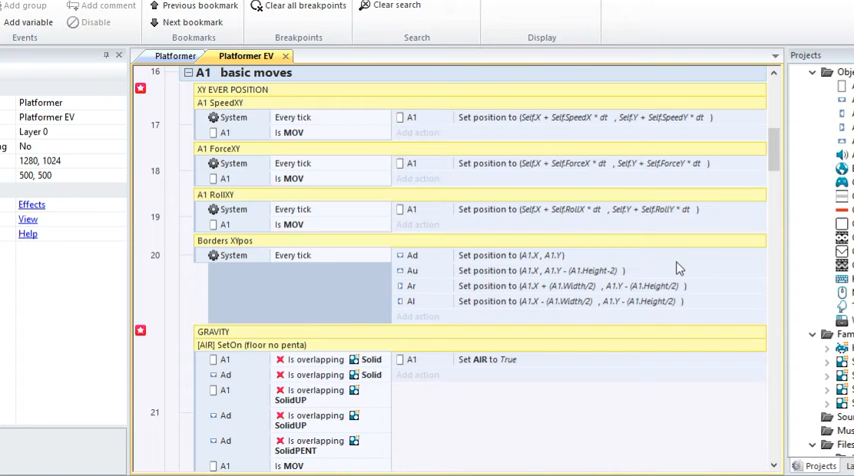 Add group
Add comment
Previous bookmark
Clear all breakpoints
Clear search
Add variable
Disable
Next bookmark
Events
Bookmarks
Breakpoints
Search
Display
Platformer
Platformer EV
Projects
Platformer
Platformer EV
Layer 0
No
1280, 1024
500, 500
Effects
View
Help
16 A1 basic moves
XY EVER POSITION
A1 SpeedXY
System Every tick A1 Set position to (Self.X + Self.SpeedX * dt , Self.Y + Self.SpeedY * dt )
17 A1 Is MOV Add action
A1 ForceXY
System Every tick A1 Set position to (Self.X + Self.ForceX * dt , Self.Y + Self.ForceY * dt )
18 A1 Is MOV Add action
A1 RollXY
System Every tick A1 Set position to (Self.X + Self.RollX * dt , Self.Y + Self.RollY * dt )
19 A1 Is MOV Add action
Borders XYpos
20 System Every tick Ad Set position to (A1.X , A1.Y)
Au Set position to (A1.X , A1.Y - (A1.Height-2) )
Ar Set position to (A1.X + (A1.Width/2) , A1.Y - (A1.Height/2) )
Al Set position to (A1.X - (A1.Width/2) , A1.Y - (A1.Height/2) )
Add action
GRAVITY
[AIR] SetOn (floor no penta)
A1 Is overlapping Solid A1 Set AIR to True
Ad Is overlapping Solid Add action
A1 Is overlapping
SolidUP
21 Ad Is overlapping
SolidUP
Ad Is overlapping
SolidPENT
A1 Is MOV
Obje
Fam
Sou
Mus
Files
Projects
La